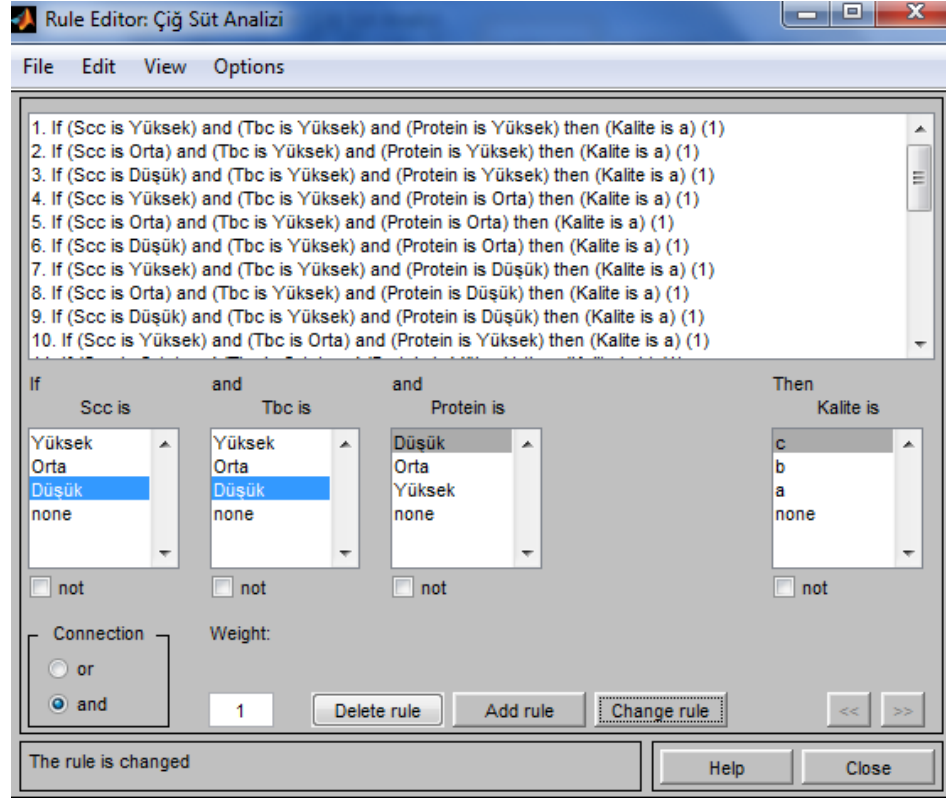 Rule Editor: Çiğ Süt Analizi
File Edit View Options
1. If (Scc is Yüksek) and (Tbc is Yüksek) and (Protein is Yüksek) then (Kalite is a) (1)
2. If (Scc is Orta) and (Tbc is Yüksek) and (Protein is Yüksek) then (Kalite is a) (1)
3. If (Scc is Düşük) and (Tbc is Yüksek) and (Protein is Yüksek) then (Kalite is a) (1)
4. If (Scc is Yüksek) and (Tbc is Yüksek) and (Protein is Orta) then (Kalite is a) (1)
5. If (Scc is Orta) and (Tbc is Yüksek) and (Protein is Orta) then (Kalite is a) (1)
6. If (Scc is Düşük) and (Tbc is Yüksek) and (Protein is Orta) then (Kalite is a) (1)
7. If (Scc is Yüksek) and (Tbc is Yüksek) and (Protein is Düşük) then (Kalite is a) (1)
8. If (Scc is Orta) and (Tbc is Yüksek) and (Protein is Düşük) then (Kalite is a) (1)
9. If (Scc is Düşük) and (Tbc is Yüksek) and (Protein is Düşük) then (Kalite is a) (1)
10. If (Scc is Yüksek) and (Tbc is Orta) and (Protein is Yüksek) then (Kalite is a) (1)
If and and Then
Scc is Tbc is Protein is Kalite is
Yüksek Yüksek Düşük c
Orta Orta Orta b
Düşük Düşük Yüksek a
none none none none
not not not not
Connection Weight:
or
and 1 Delete rule Add rule Change rule << >>
The rule is changed Help Close